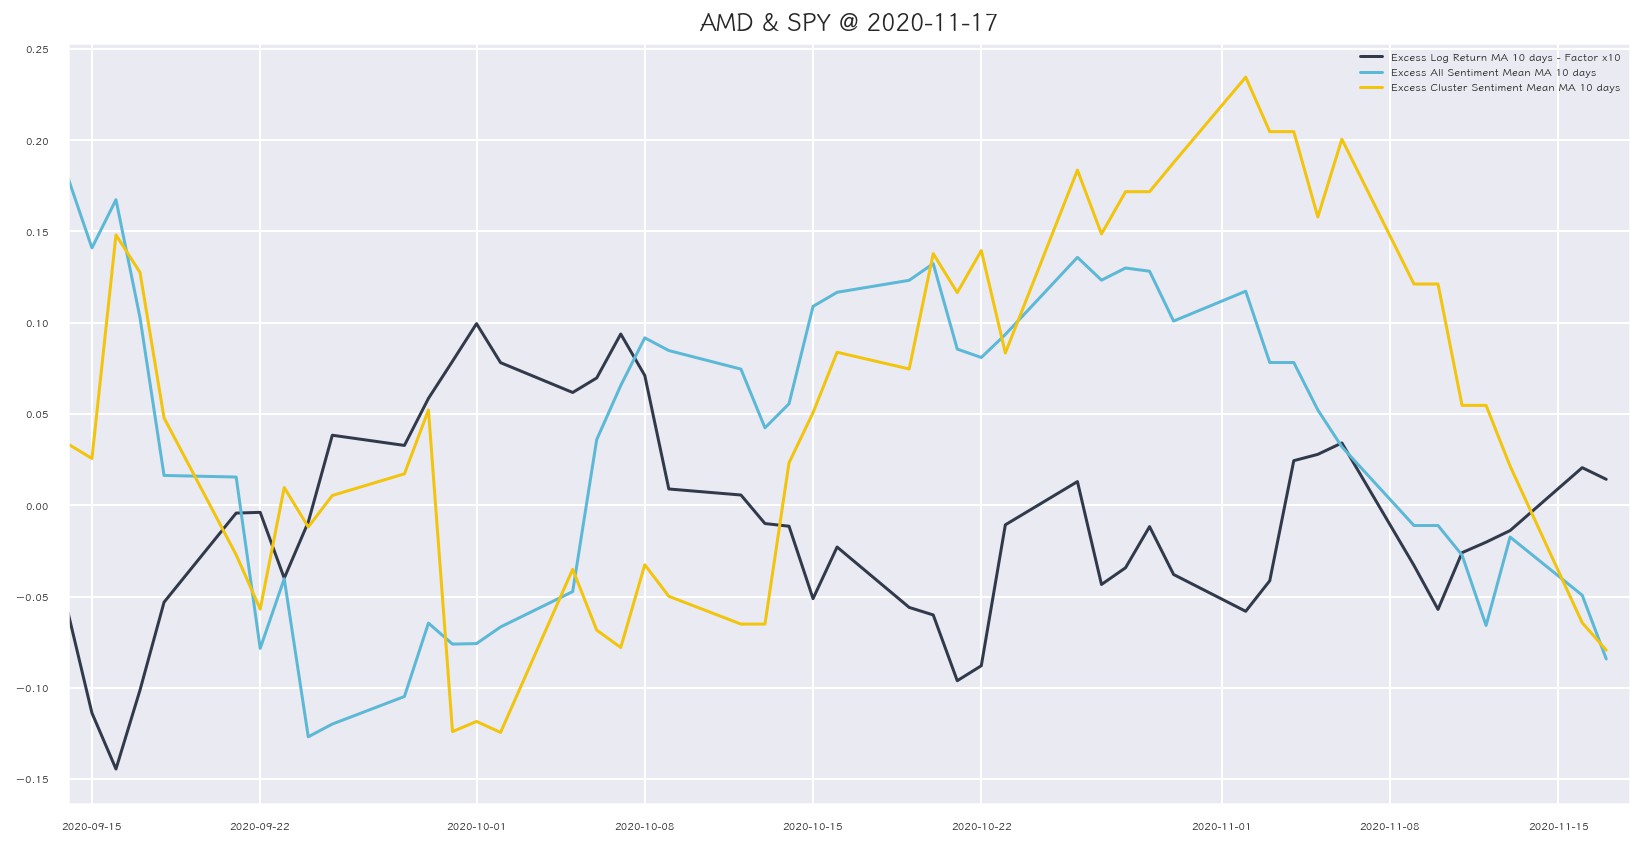 AMD & SPY @ 2020-11-17
Excess Log Return MA 10 days - Factor x10
Excess All Sentiment Mean MA 10 days
Excess Cluster Sentiment Mean MA 10 days
0.25
0.20
0.15
0.10
0.05
0.00
−0.05
−0.10
−0.15
2020-09-15 2020-09-22 2020-10-01 2020-10-08 2020-10-15 2020-10-22 2020-11-01 2020-11-08 2020-11-15